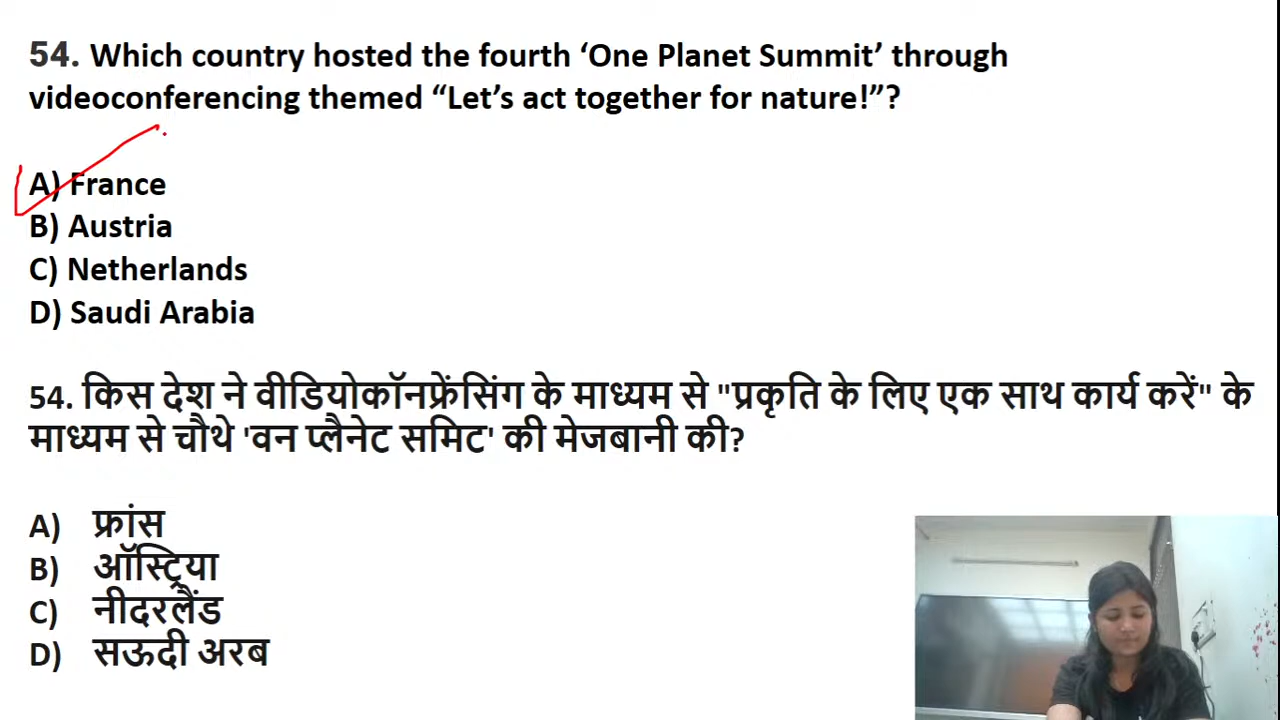 54. Which country hosted the fourth ‘One Planet Summit’ through
videoconferencing themed “Let’s act together for nature!”?
A) France
B) Austria
C) Netherlands
D) Saudi Arabia
54. किस देश ने वीडियोकॉनफ्रेंसिंग के माध्यम से "प्रकृति के लिए एक साथ कार्य करें" के
माध्यम से चौथे 'वन प्लैनेट समिट' की मेजबानी की?
A) फ्रांस
B) ऑस्ट्रिया
C) नीदरलैंड
D) सऊदी अरब